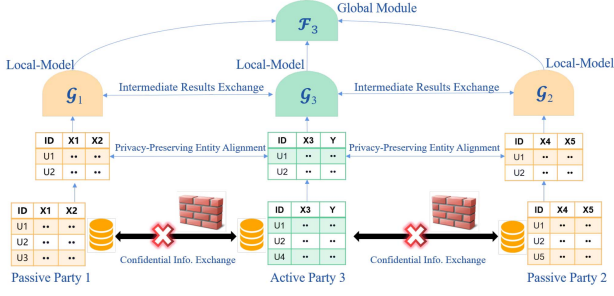 Global Module
𝓕3
Local-Model
Local-Model
Local-Model
𝓖1
Intermediate Results Exchange
𝓖3
Intermediate Results Exchange
𝓖2
ID X1 X2
U1 •• ••
U2 •• ••
Privacy-Preserving Entity Alignment
ID X3 Y
U1 •• ••
U2 •• ••
Privacy-Preserving Entity Alignment
ID X4 X5
U1 •• ••
U2 •• ••
ID X1 X2
U1 •• ••
U2 •• ••
U3 •• ••
Confidential Info. Exchange
ID X3 Y
U1 •• ••
U2 •• ••
U4 •• ••
Confidential Info. Exchange
ID X4 X5
U1 •• ••
U2 •• ••
U5 •• ••
Passive Party 1
Active Party 3
Passive Party 2